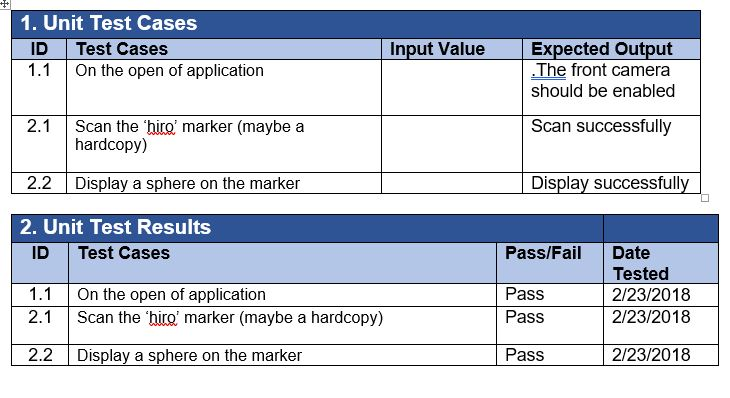 1. Unit Test Cases
ID Test Cases Input Value Expected Output
1.1 On the open of application .The front camera
should be enabled
2.1 Scan the ‘hiro’ marker (maybe a Scan successfully
hardcopy)
2.2 Display a sphere on the marker Display successfully
2. Unit Test Results
ID Test Cases Pass/Fail Date
Tested
1.1 On the open of application Pass 2/23/2018
2.1 Scan the ‘hiro’ marker (maybe a hardcopy) Pass 2/23/2018
2.2 Display a sphere on the marker Pass 2/23/2018